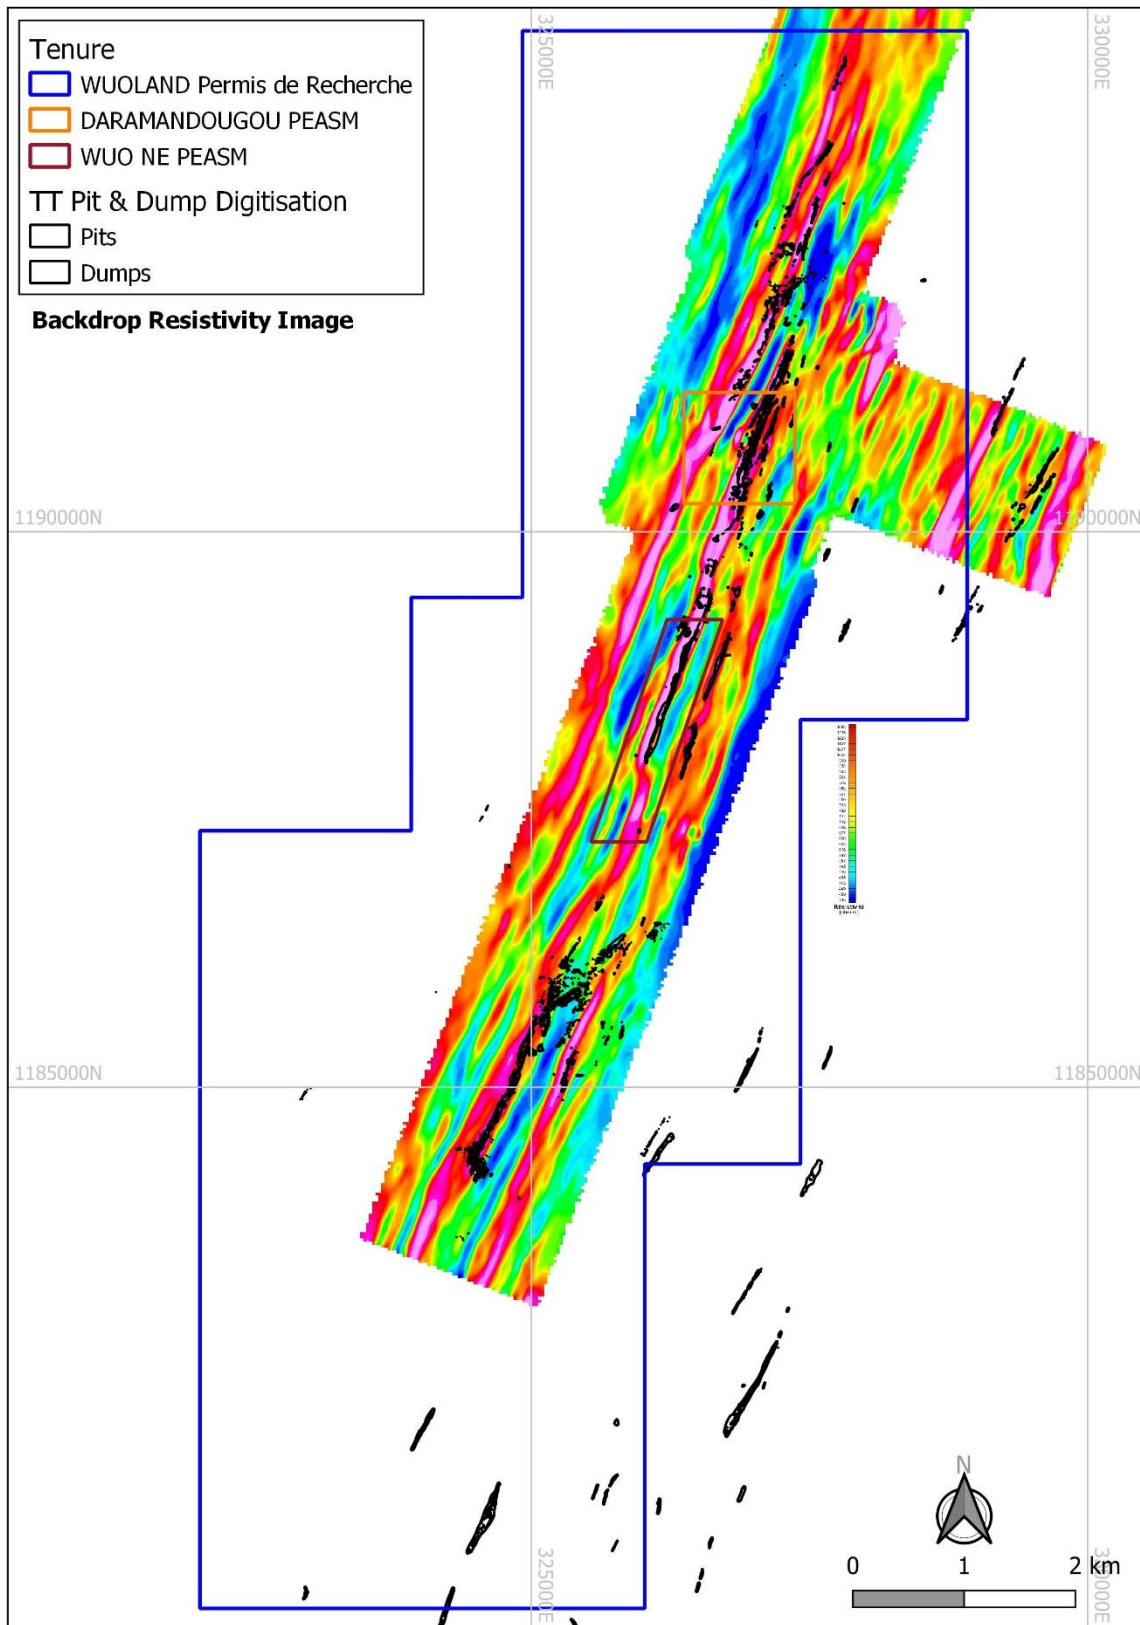 Tenure
WUOLAND Permis de Recherche
DARAMANDOUGOU PEASM
WUO NE PEASM
TT Pit & Dump Digitisation
Pits
Dumps
Backdrop Resistivity Image
325000E
330000E
1190000N
1190000N
1185000N
1185000N
N
325000E
0 1 2 km